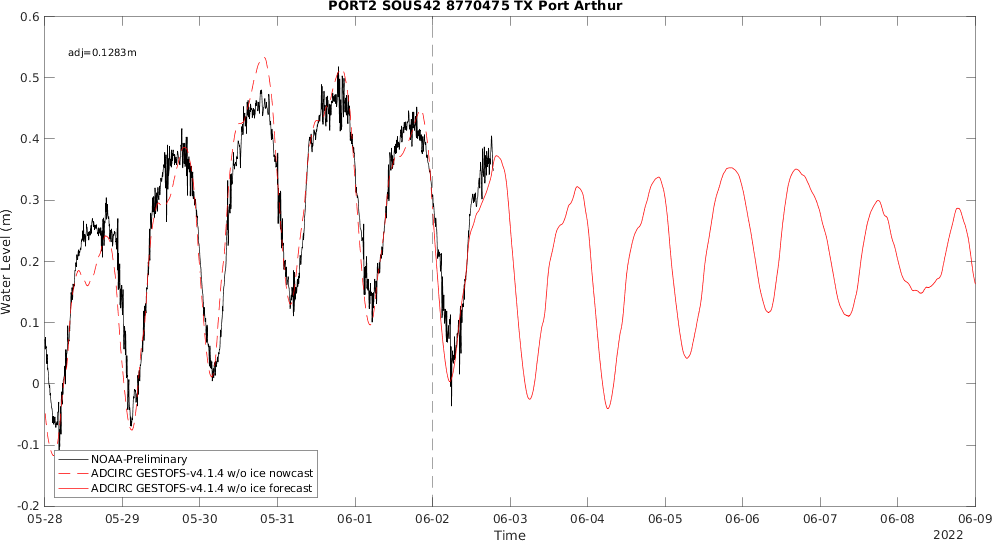 PORT2 SOUS42 8770475 TX Port Arthur
adj=0.1283m
Water Level (m)
0.6
0.5
0.4
0.3
0.2
0.1
0
-0.1
-0.2
NOAA-Preliminary
ADCIRC GESTOFS-v4.1.4 w/o ice nowcast
ADCIRC GESTOFS-v4.1.4 w/o ice forecast
05-28 05-29 05-30 05-31 06-01 06-02 06-03 06-04 06-05 06-06 06-07 06-08 06-09
Time
2022